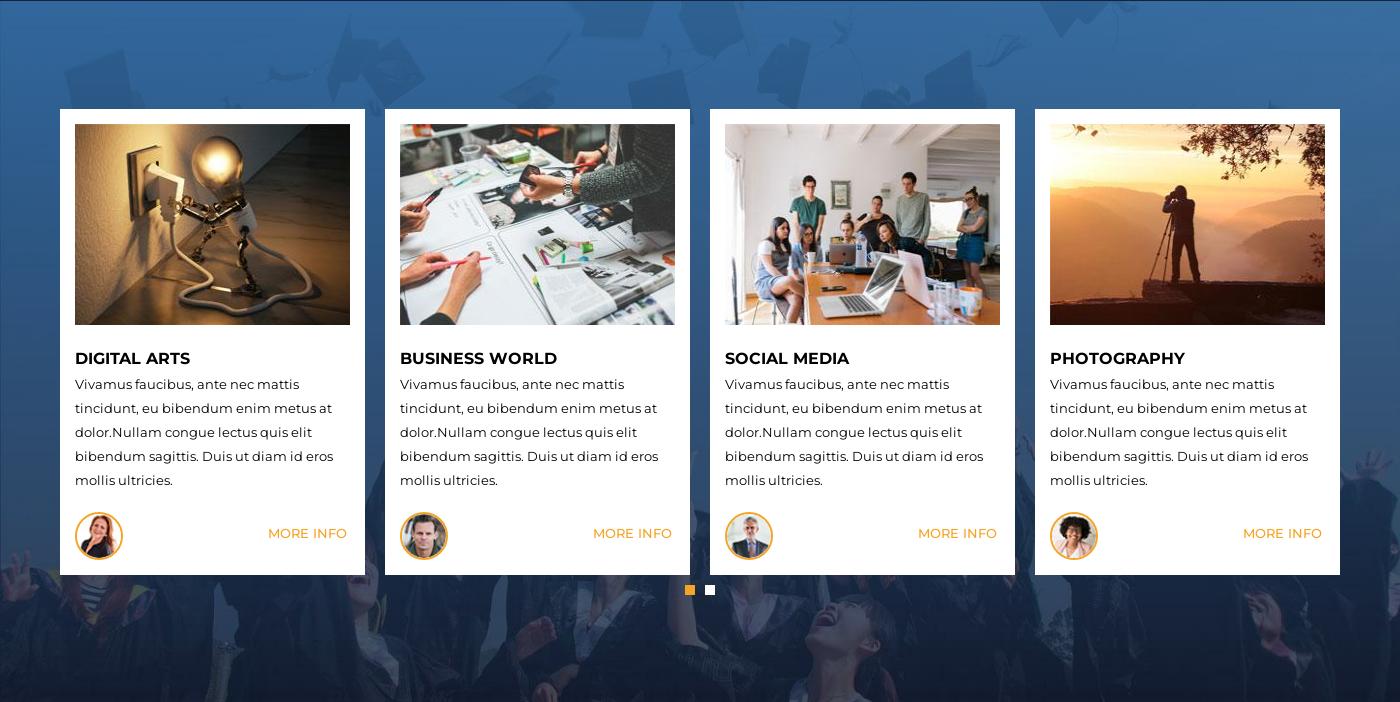 DIGITAL ARTS
Vivamus faucibus, ante nec mattis
tincidunt, eu bibendum enim metus at
dolor.Nullam congue lectus quis elit
bibendum sagittis. Duis ut diam id eros
mollis ultricies.
MORE INFO
BUSINESS WORLD
Vivamus faucibus, ante nec mattis
tincidunt, eu bibendum enim metus at
dolor.Nullam congue lectus quis elit
bibendum sagittis. Duis ut diam id eros
mollis ultricies.
MORE INFO
SOCIAL MEDIA
Vivamus faucibus, ante nec mattis
tincidunt, eu bibendum enim metus at
dolor.Nullam congue lectus quis elit
bibendum sagittis. Duis ut diam id eros
mollis ultricies.
MORE INFO
PHOTOGRAPHY
Vivamus faucibus, ante nec mattis
tincidunt, eu bibendum enim metus at
dolor.Nullam congue lectus quis elit
bibendum sagittis. Duis ut diam id eros
mollis ultricies.
MORE INFO